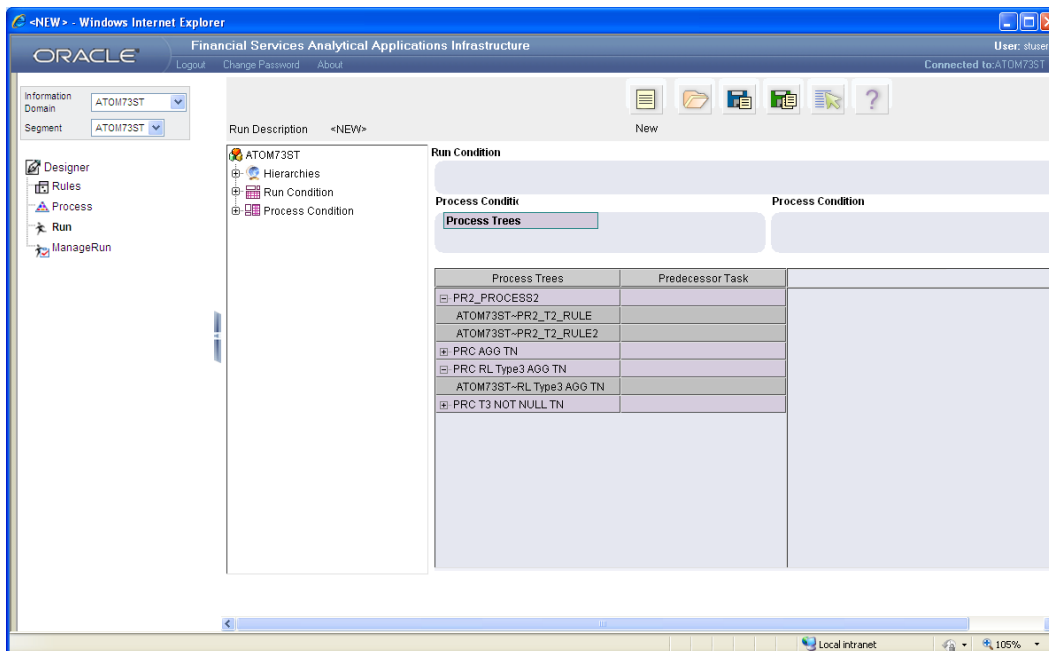 <NEW> - Windows Internet Explorer
ORACLE
Financial Services Analytical Applications Infrastructure
User: stuser
Logout Change Password About
Connected to:ATOM73ST
Information Domain ATOM73ST
Segment ATOM73ST
Run Description <NEW>
New
Designer
Rules
Process
Run
ManageRun
ATOM73ST
Hierarchies
Run Condition
Process Condition
Run Condition
Process Conditic Process Condition
Process Trees
Process Trees Predecessor Task
PR2_PROCESS2
ATOM73ST~PR2_T2_RULE
ATOM73ST~PR2_T2_RULE2
PRC AGG TN
PRC RL Type3 AGG TN
ATOM73ST~RL Type3 AGG TN
PRC T3 NOT NULL TN
Local intranet 105%